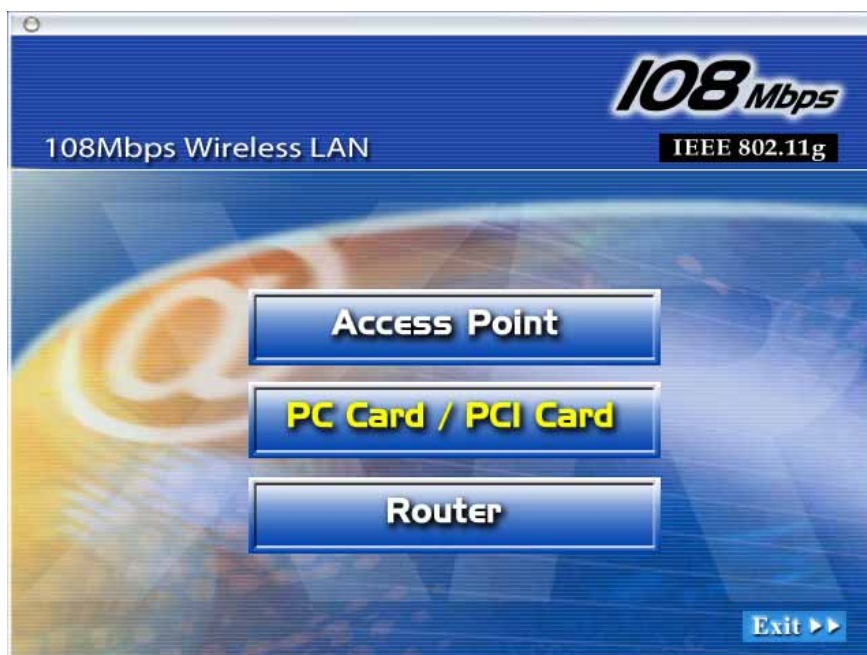 108 Mbps
108Mbps Wireless LAN
IEEE 802.11g
Access Point
PC Card / PCI Card
Router
Exit